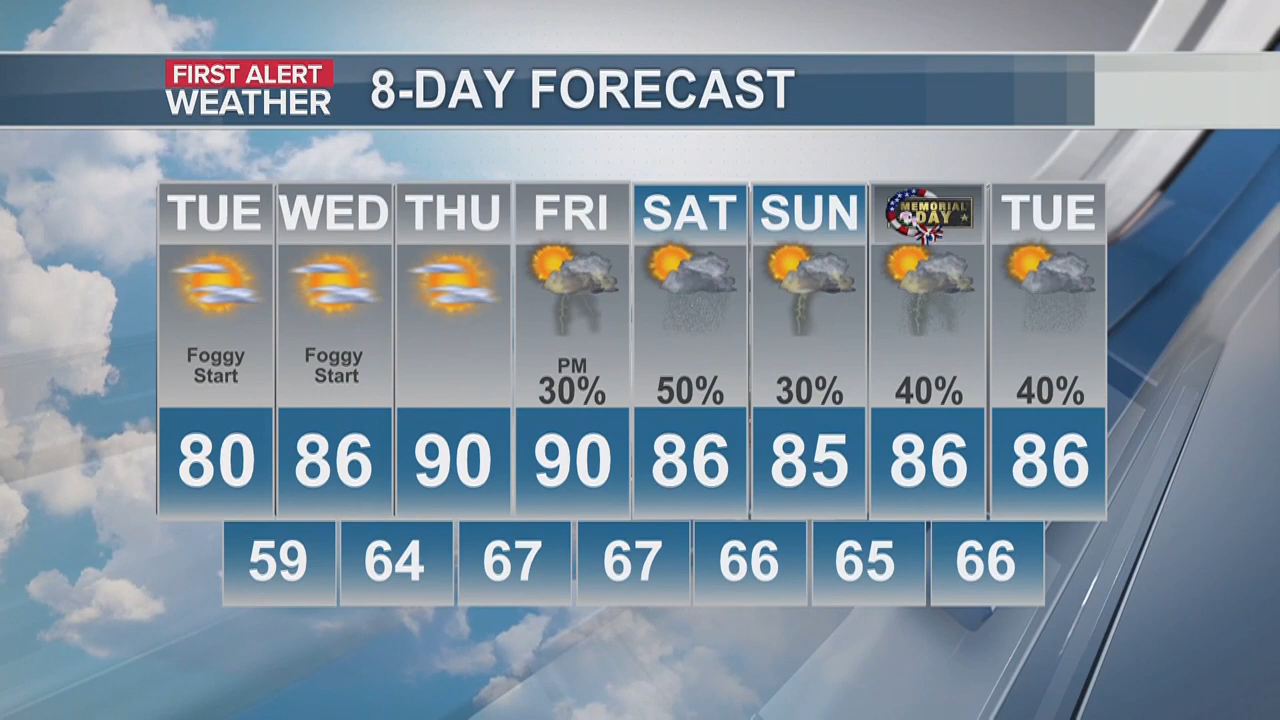 FIRST ALERT
WEATHER
8-DAY FORECAST
TUE WED THU FRI SAT SUN MEMORIAL DAY TUE
Foggy Start
Foggy Start
PM
30% 50% 30% 40% 40%
80 86 90 90 86 85 86 86
59 64 67 67 66 65 66